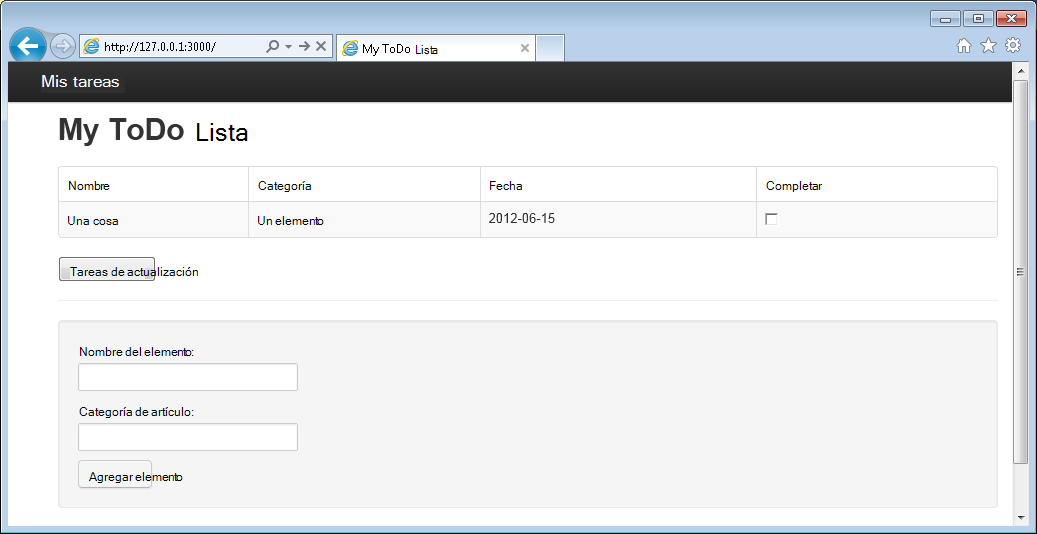 http://127.0.0.1:3000/
My ToDo Lista
Mis tareas
My ToDo Lista
Nombre Categoría Fecha Completar
Una cosa Un elemento 2012-06-15
Tareas de actualización
Nombre del elemento:
Categoría de artículo:
Agregar elemento